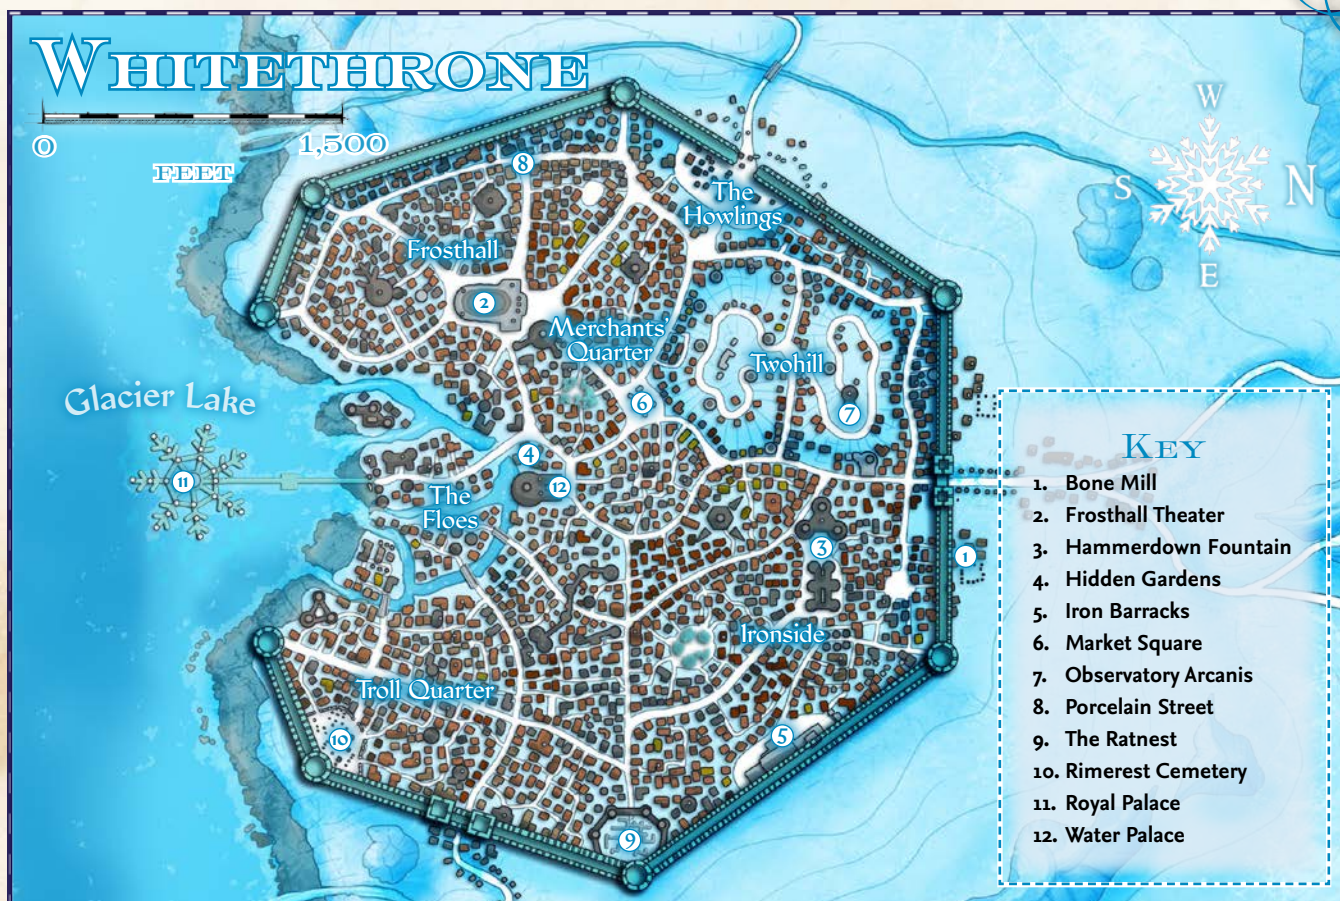 WHITETHRONE
0
1,500
FEET
W
S
N
E
8
The
Howlings
Frosthall
2
Merchants'
Quarter
Twohill
6
7
Glacier Lake
4
11
12
The
Floes
3
1
Ironside
Troll Quarter
10
5
9
KEY
1. Bone Mill
2. Frosthall Theater
3. Hammerdown Fountain
4. Hidden Gardens
5. Iron Barracks
6. Market Square
7. Observatory Arcanis
8. Porcelain Street
9. The Ratnest
10. Rimerest Cemetery
11. Royal Palace
12. Water Palace